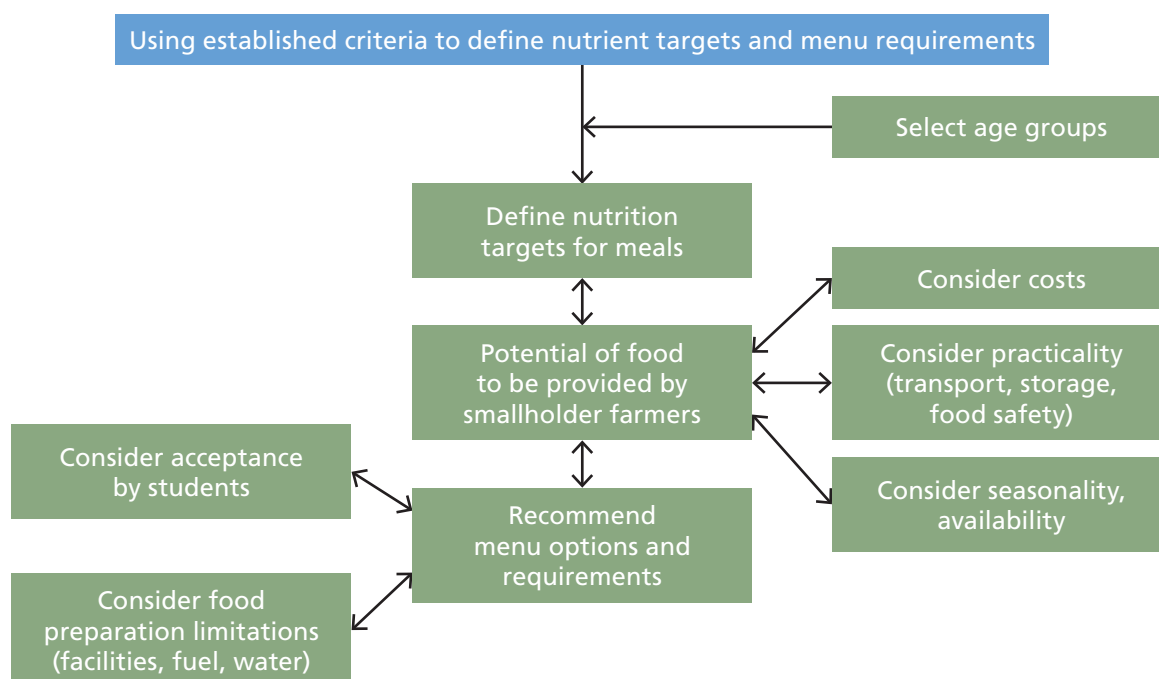 Using established criteria to define nutrient targets and menu requirements
Select age groups
Define nutrition
targets for meals
Consider costs
Potential of food
to be provided by
smallholder farmers
Consider practicality
(transport, storage,
food safety)
Consider acceptance
by students
Consider seasonality,
availability
Recommend
menu options and
requirements
Consider food
preparation limitations
(facilities, fuel, water)